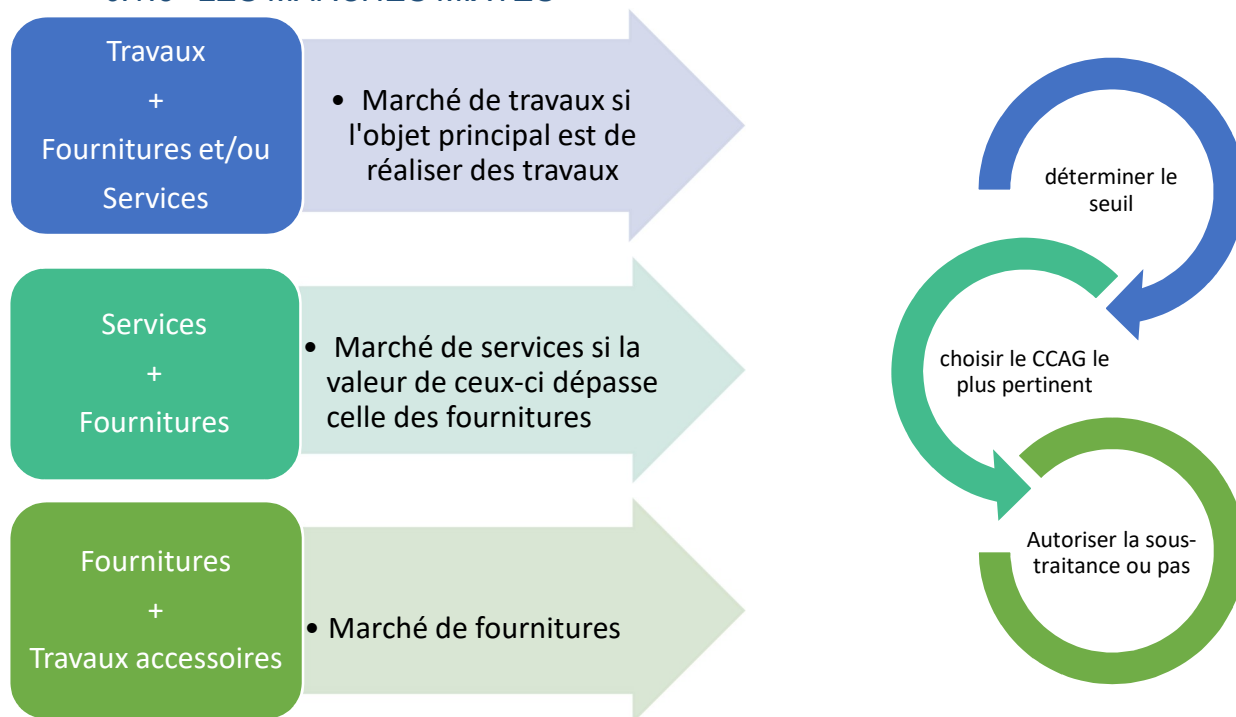 Travaux
+
Fournitures et/ou
Services
• Marché de travaux si
l'objet principal est de
réaliser des travaux
Services
+
Fournitures
• Marché de services si la
valeur de ceux-ci dépasse
celle des fournitures
Fournitures
+
Travaux accessoires
• Marché de fournitures
déterminer le
seuil
choisir le CCAG le
plus pertinent
Autoriser la sous-
traitance ou pas